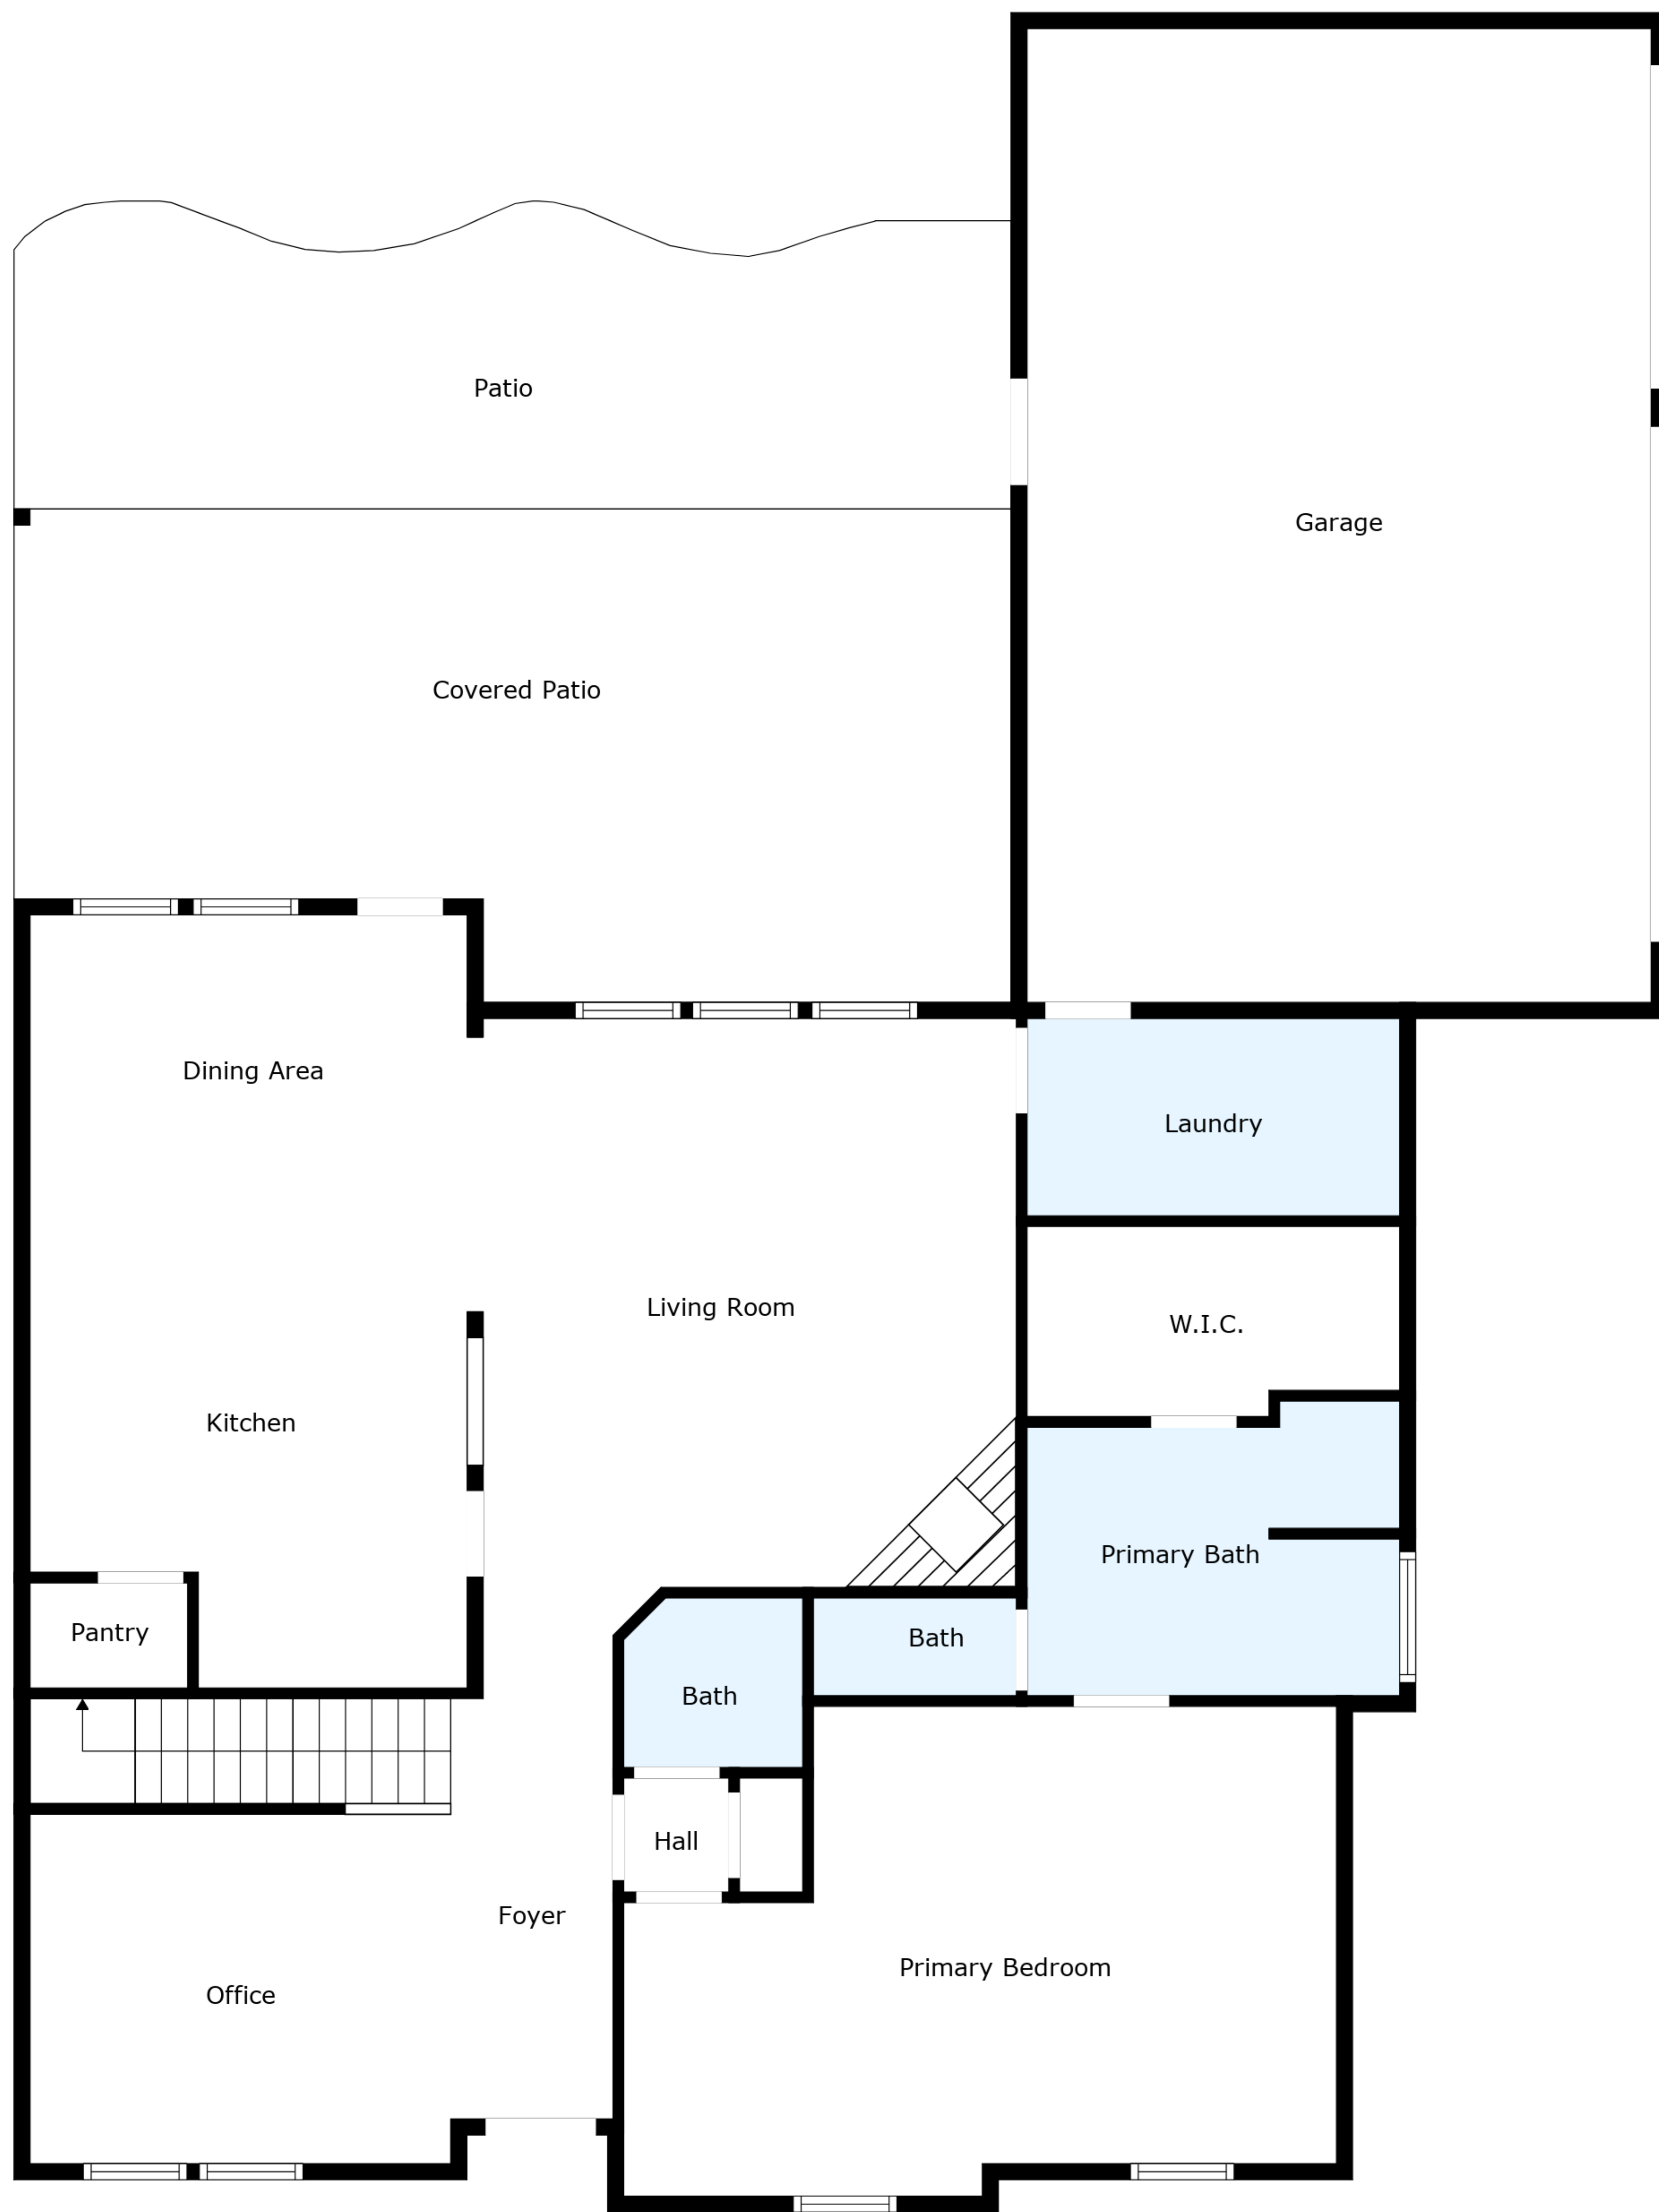 Patio
Garage
Covered Patio
Dining Area
Laundry
Living Room
W.I.C.
Kitchen
Primary Bath
Pantry
Bath
Bath
Hall
Foyer
Primary Bedroom
Office